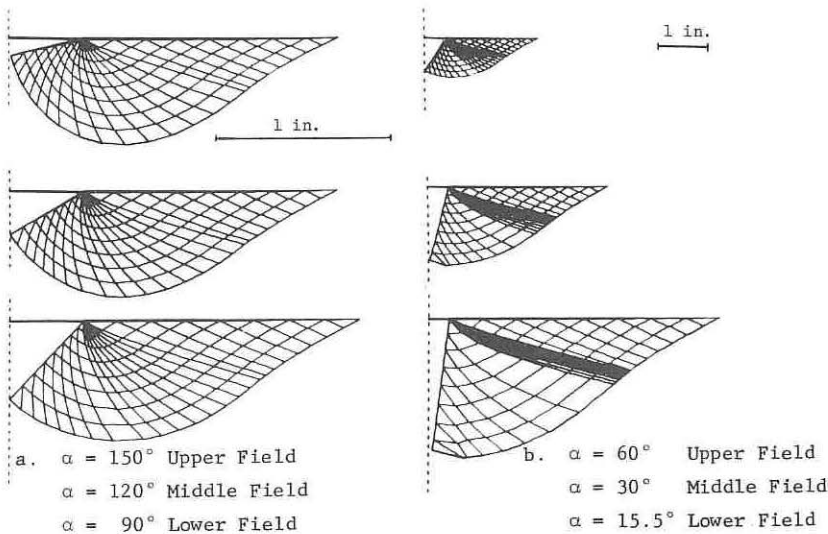 1 in.
1 in.
a. α = 150° Upper Field
α = 120° Middle Field
α = 90° Lower Field
b. α = 60° Upper Field
α = 30° Middle Field
α = 15.5° Lower Field